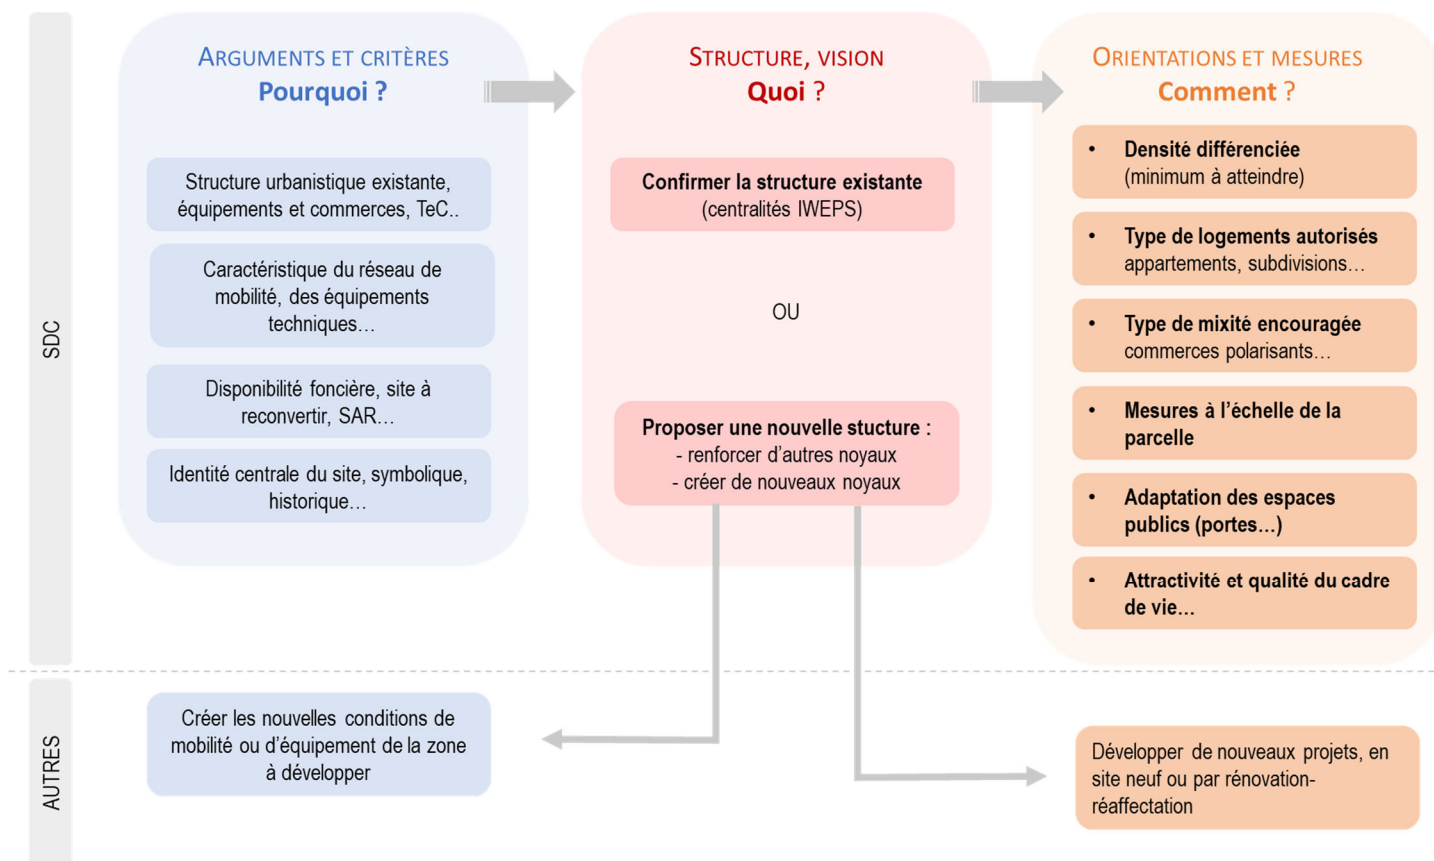 SDC
ARGUMENTS ET CRITÈRES
Pourquoi ?
Structure urbanistique existante,
équipements et commerces, TeC..
Caractéristique du réseau de
mobilité, des équipements
techniques…
Disponibilité foncière, site à
reconvertir, SAR…
Identité centrale du site, symbolique,
historique…
STRUCTURE, VISION
Quoi ?
Confirmer la structure existante
(centralités IWEPS)
OU
Proposer une nouvelle stucture :
- renforcer d’autres noyaux
- créer de nouveaux noyaux
ORIENTATIONS ET MESURES
Comment ?
• Densité différenciée
(minimum à atteindre)
• Type de logements autorisés
appartements, subdivisions…
• Type de mixité encouragée
commerces polarisants…
• Mesures à l’échelle de la
parcelle
• Adaptation des espaces
publics (portes…)
• Attractivité et qualité du cadre
de vie…
AUTRES
Créer les nouvelles conditions de
mobilité ou d’équipement de la zone
à développer
Développer de nouveaux projets, en
site neuf ou par rénovation-
réaffectation